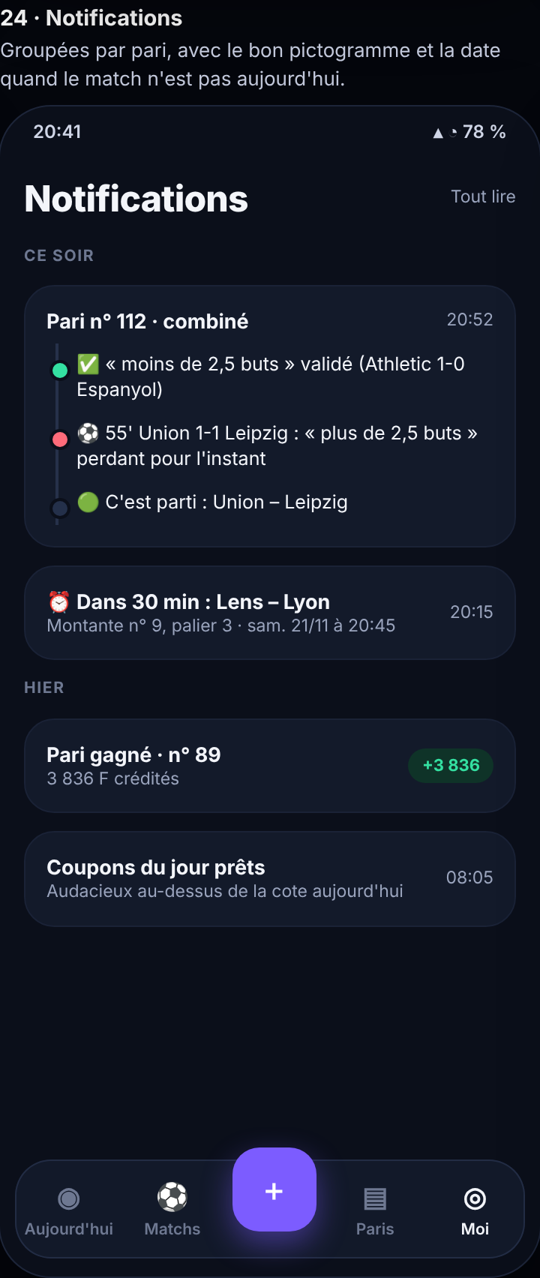 24 · Notifications
Groupées par pari, avec le bon pictogramme et la date
quand le match n'est pas aujourd'hui.
20:41
78 %
Notifications
Tout lire
CE SOIR
Pari n° 112 · combiné
20:52
✅ « moins de 2,5 buts » validé (Athletic 1-0
Espanyol)
⚽ 55' Union 1-1 Leipzig : « plus de 2,5 buts »
perdant pour l'instant
🟢 C'est parti : Union – Leipzig
⏰ Dans 30 min : Lens – Lyon
Montante n° 9, palier 3 · sam. 21/11 à 20:45
20:15
HIER
Pari gagné · n° 89
3 836 F crédités
+3 836
Coupons du jour prêts
Audacieux au-dessus de la cote aujourd'hui
08:05
+
Aujourd'hui
Matchs
Paris
Moi